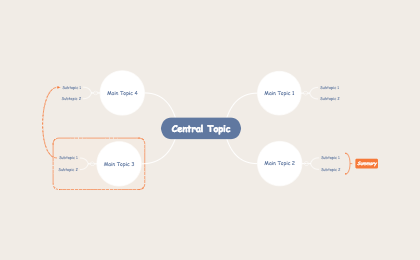 Subtopic 1
Subtopic 2
Main Topic 4
Main Topic 1
Subtopic 1
Subtopic 2
Central Topic
Subtopic 1
Subtopic 2
Main Topic 3
Main Topic 2
Subtopic 1
Subtopic 2
Summary